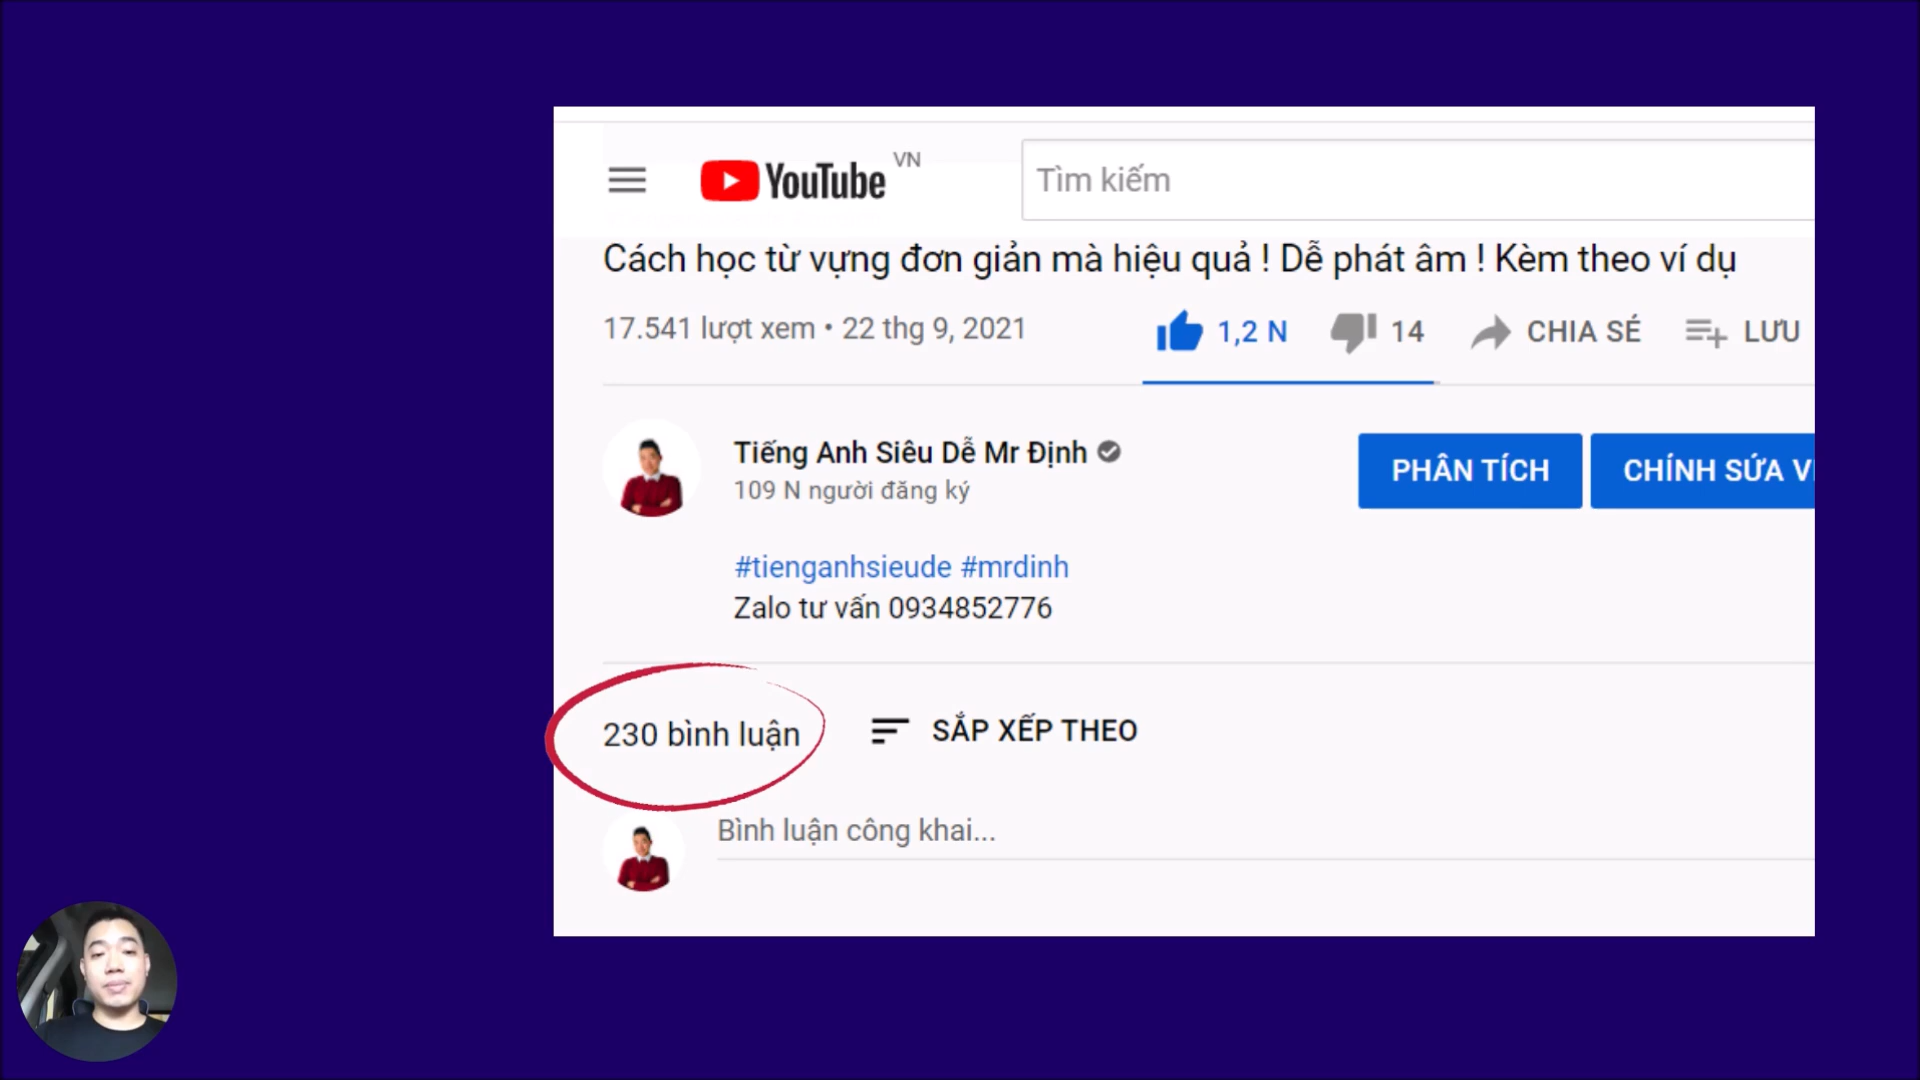 YouTube VN
Tìm kiếm
Cách học từ vựng đơn giản mà hiệu quả ! Dễ phát âm ! Kèm theo ví dụ
17.541 lượt xem • 22 thg 9, 2021
1,2 N
14
CHIA SẺ
LƯU
Tiếng Anh Siêu Dễ Mr Định
109 N người đăng ký
PHÂN TÍCH
CHỈNH SỬA
#tienganhsieude #mrdinh
Zalo tư vấn 0934852776
230 bình luận
SẮP XẾP THEO
Bình luận công khai...